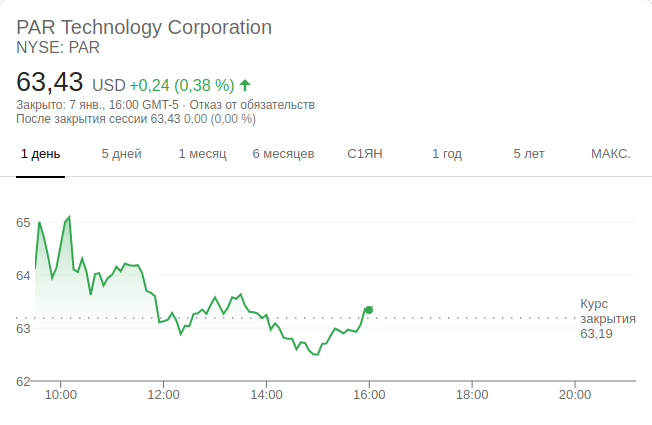 PAR Technology Corporation
NYSE: PAR
63,43 USD +0,24 (0,38 %)
Закрыто: 7 янв., 16:00 GMT-5 · Отказ от обязательств
После закрытия сессии 63,43 0,00 (0,00 %)
1 день 5 дней 1 месяц 6 месяцев С1ЯН 1 год 5 лет МАКС.
65
64
Курс
закрытия
63,19
63
62
10:00 12:00 14:00 16:00 18:00 20:00